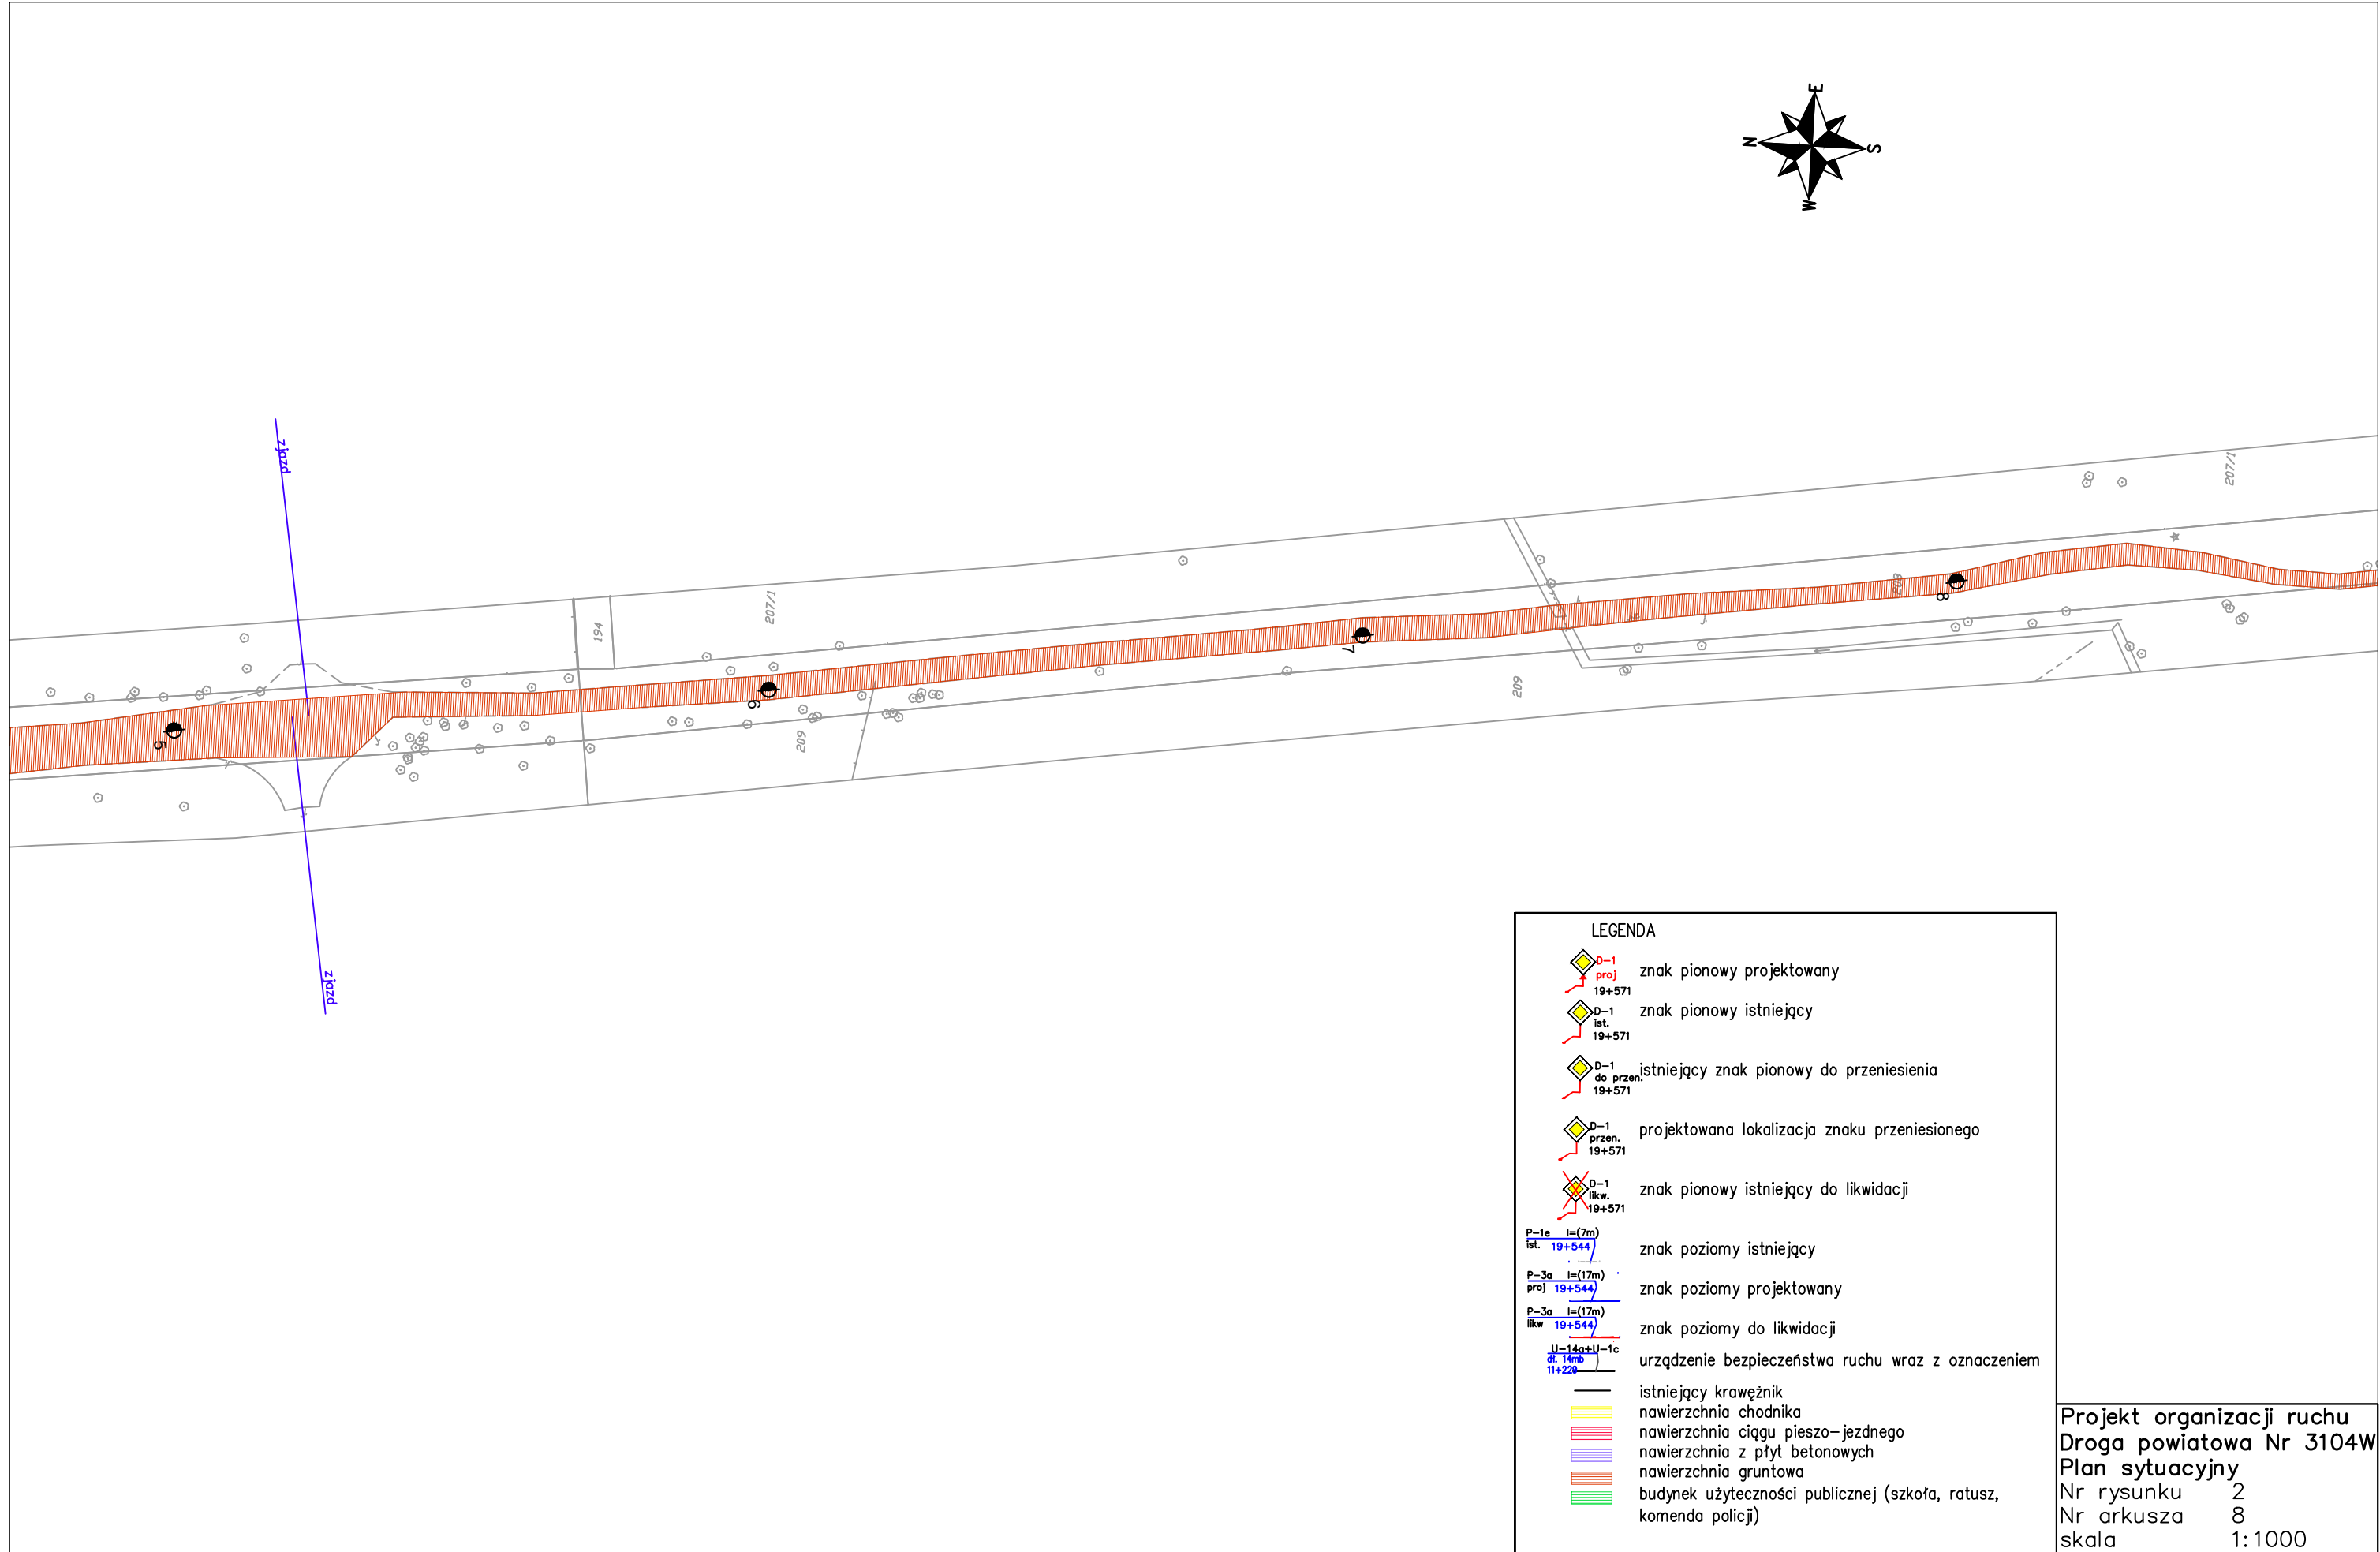 E
N
S
W
zjazd
207/1
207/1
208
194
8
7
6
5
209
209
zjazd
LEGENDA
D-1
proj
19+571
znak pionowy projektowany
D-1
ist.
19+571
znak pionowy istniejący
D-1
do przen.
19+571
istniejący znak pionowy do przeniesienia
D-1
przen.
19+571
projektowana lokalizacja znaku przeniesionego
D-1
likw.
19+571
znak pionowy istniejący do likwidacji
P-1e l=(7m)
ist. 19+544
znak poziomy istniejący
P-3a l=(17m)
proj 19+544
znak poziomy projektowany
P-3a l=(17m)
likw 19+544
znak poziomy do likwidacji
U-14a+U-1c
dł. 14mb
11+229
urządzenie bezpieczeństwa ruchu wraz z oznaczeniem
istniejący krawężnik
nawierzchnia chodnika
nawierzchnia ciągu pieszo-jezdnego
nawierzchnia z płyt betonowych
nawierzchnia gruntowa
budynek użyteczności publicznej (szkoła, ratusz,
komenda policji)
Projekt organizacji ruchu
Droga powiatowa Nr 3104W
Plan sytuacyjny
Nr rysunku 2
Nr arkusza 8
skala 1:1000